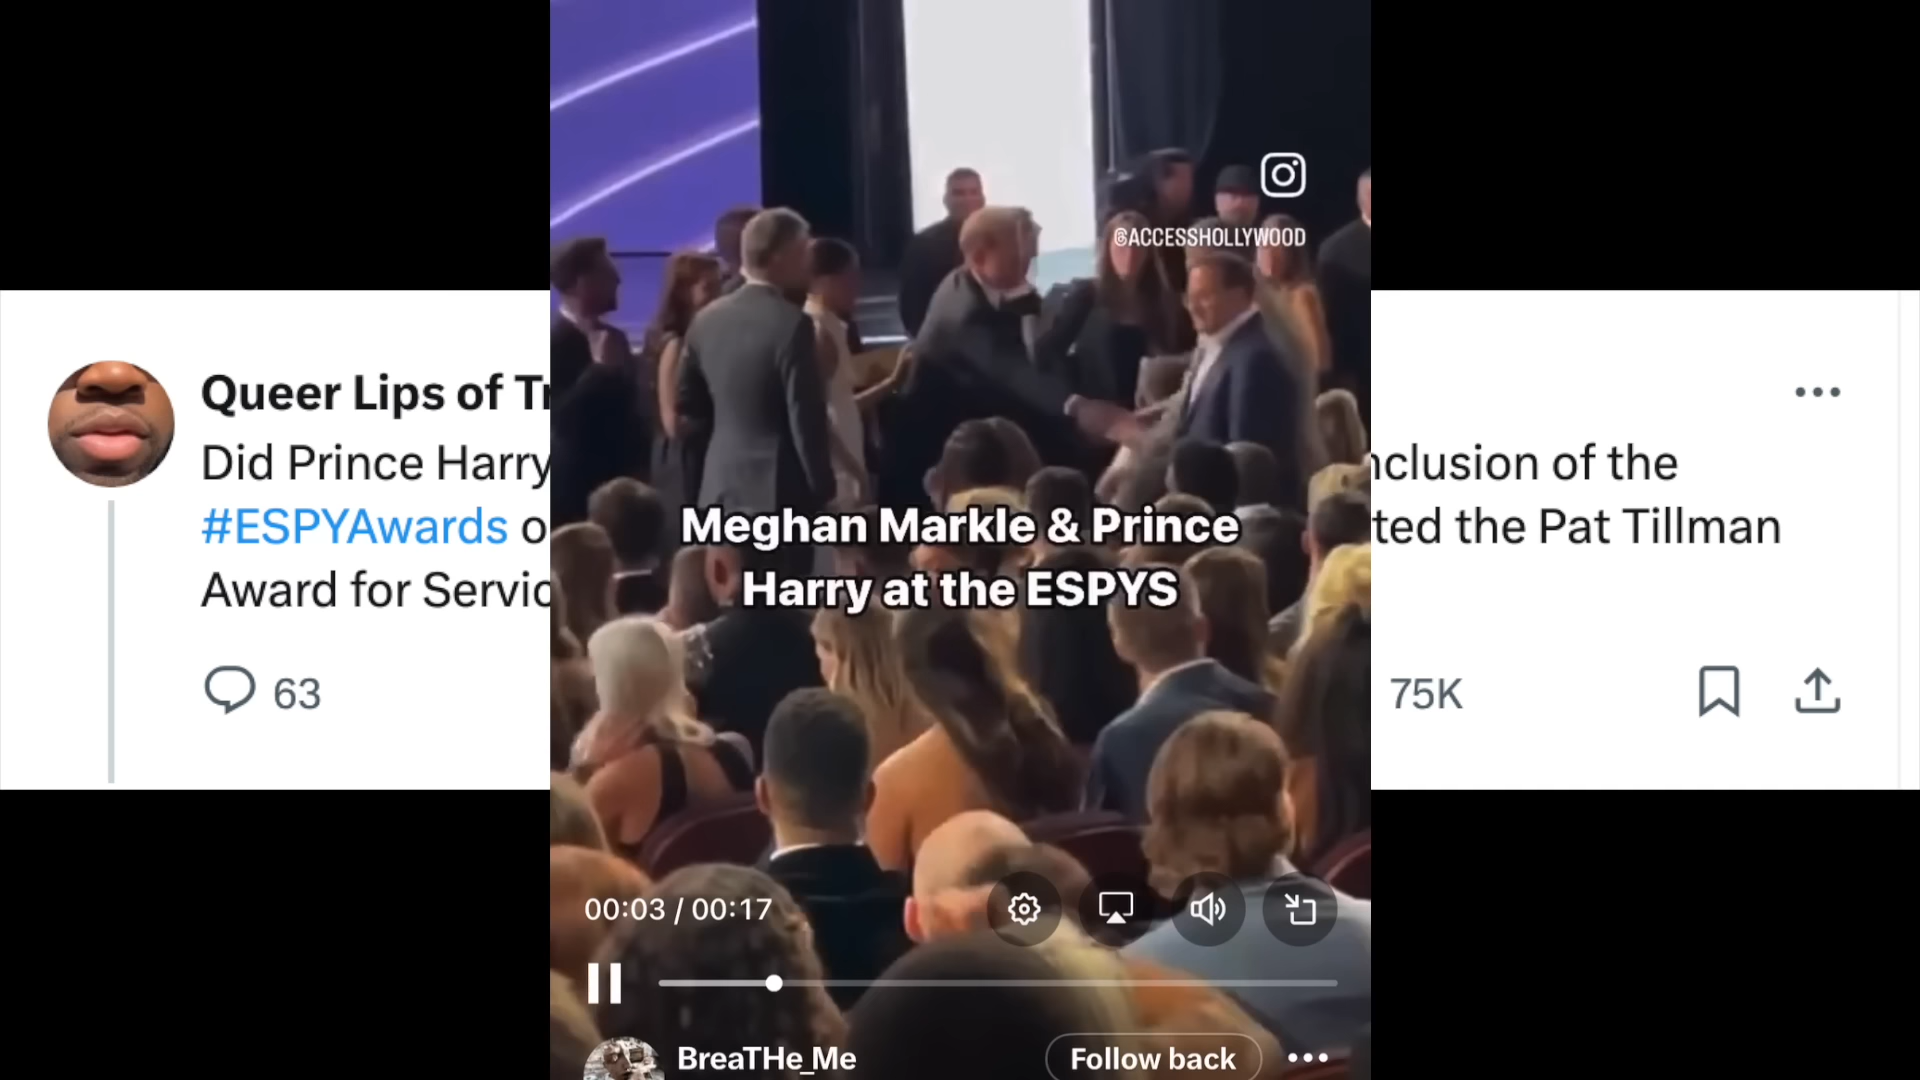 @ACCESSHOLLYWOOD
Queer Lips of
Did Prince Harry
nclusion of the
#ESPYAwards o
ted the Pat Tillman
Award for Servic
Meghan Markle & Prince
Harry at the ESPYS
63
75K
00:03 / 00:17
BreaTHe_Me
Follow back